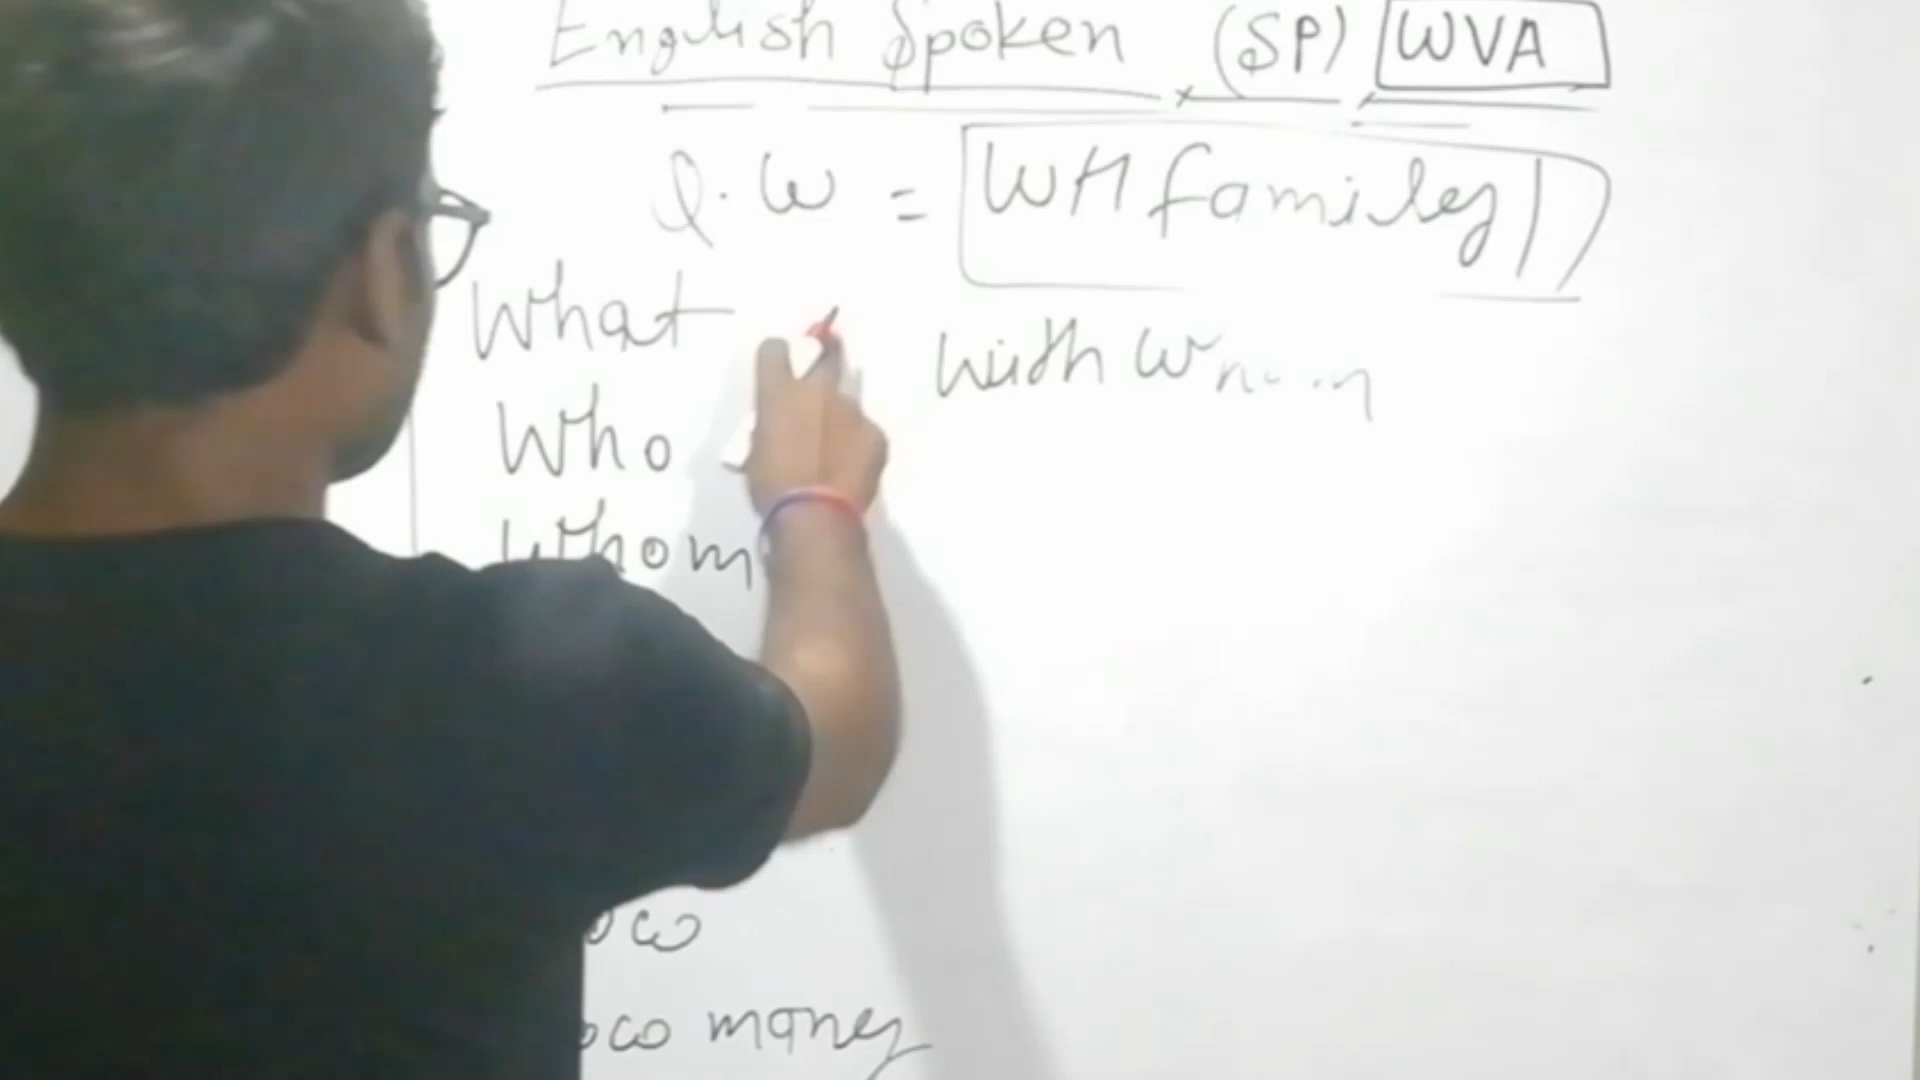 English Spoken (SP) WVA
Q. W = WH family
What
with whom
Who
Whom
money